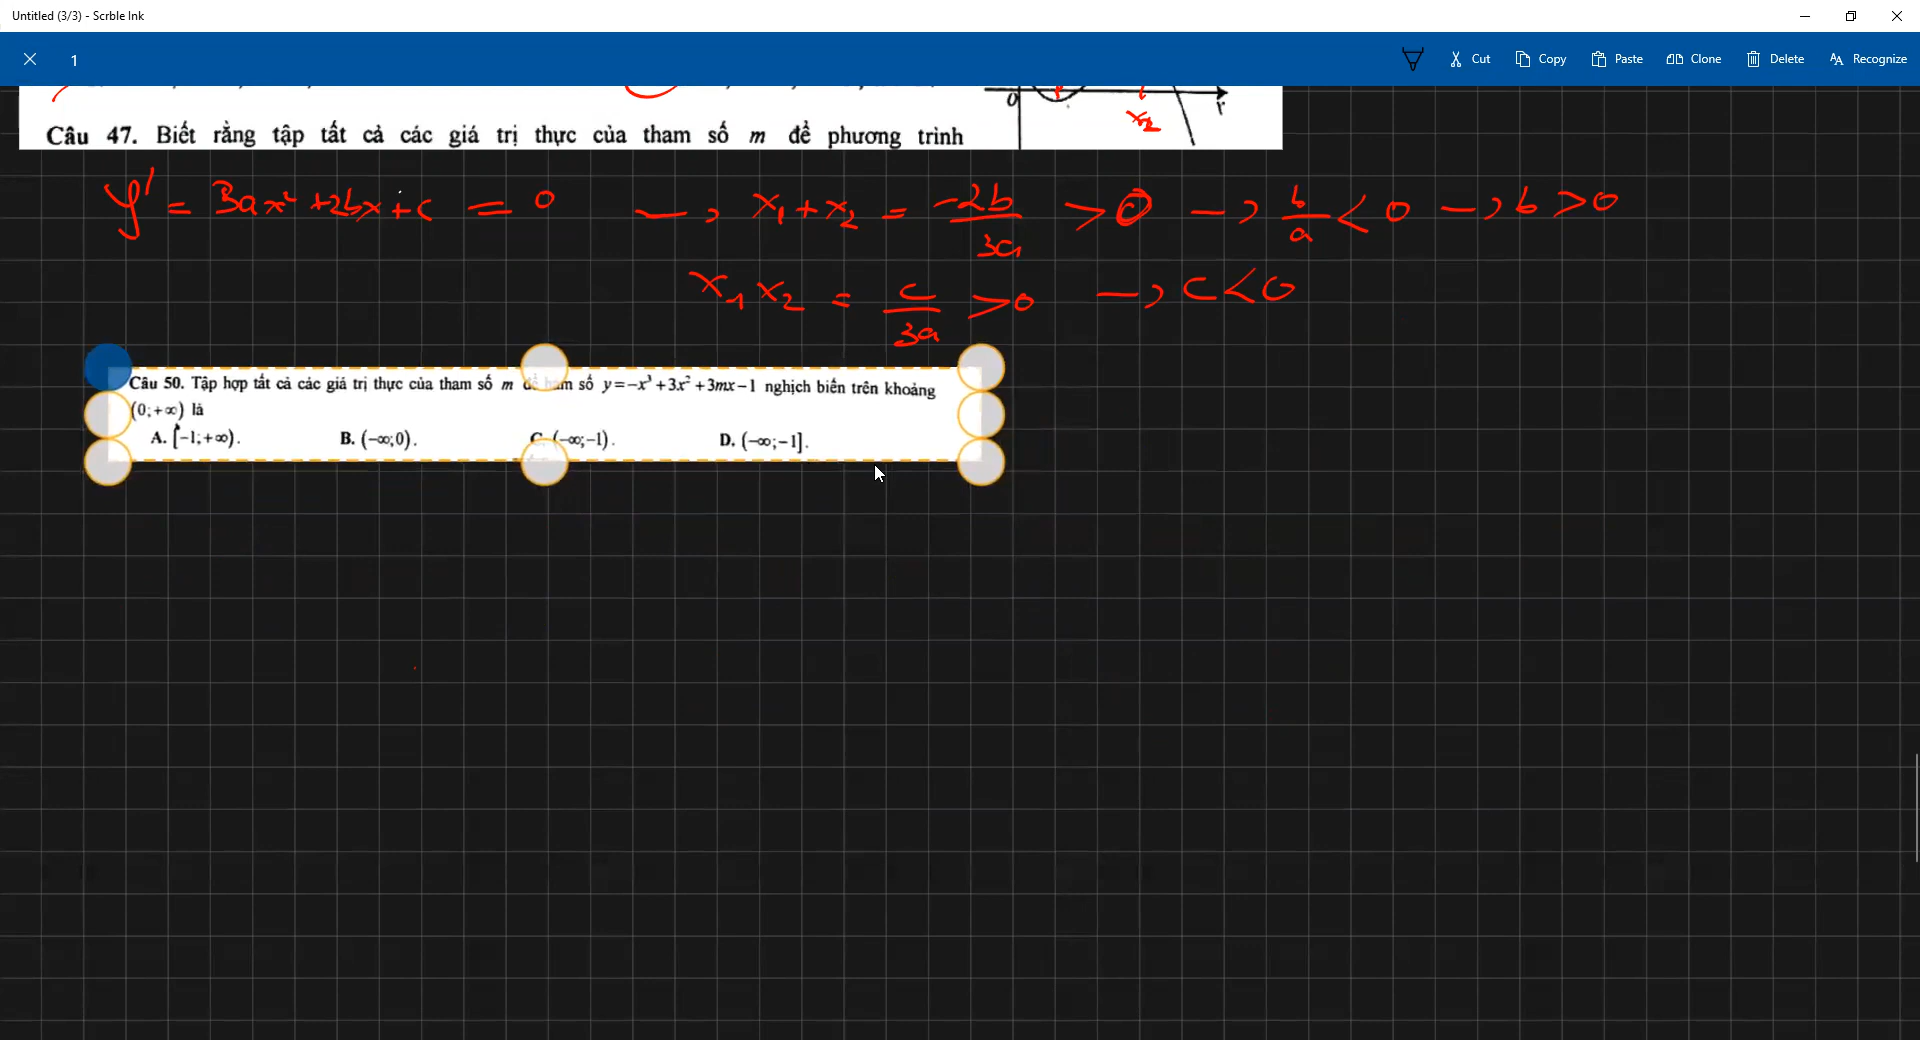 Untitled (3/3) - Scrble Ink
1 Cut Copy Paste Clone Delete Recognize
0
x₂
Câu 47. Biết rằng tập tất cả các giá trị thực của tham số m để phương trình
y' = 3ax² + 2bx + c = 0 → x₁ + x₂ = -2b/3a > 0 → b/a < 0 → b > 0
x₁ x₂ = c/3a > 0 → c < 0
Câu 50. Tập hợp tất cả các giá trị thực của tham số m số y=-x³+3x²+3mx-1 nghịch biến trên khoảng
(0;+∞) là
A. [-1;+∞). B. (-∞;0). C. (-∞;-1). D. (-∞;-1].